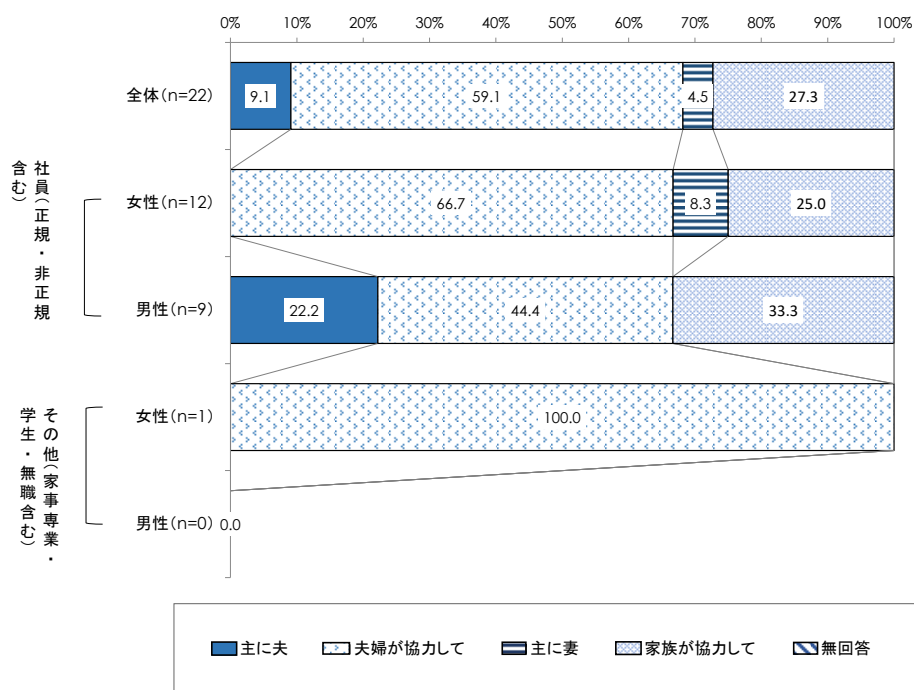 0% 10% 20% 30% 40% 50% 60% 70% 80% 90% 100%
全体(n=22) 9.1 59.1 4.5 27.3
社員(正規・非正規
含む)
女性(n=12) 66.7 8.3 25.0
男性(n=9) 22.2 44.4 33.3
その他(家事専業・
学生・無職含む)
女性(n=1) 100.0
男性(n=0) 0.0
主に夫 夫婦が協力して 主に妻 家族が協力して 無回答